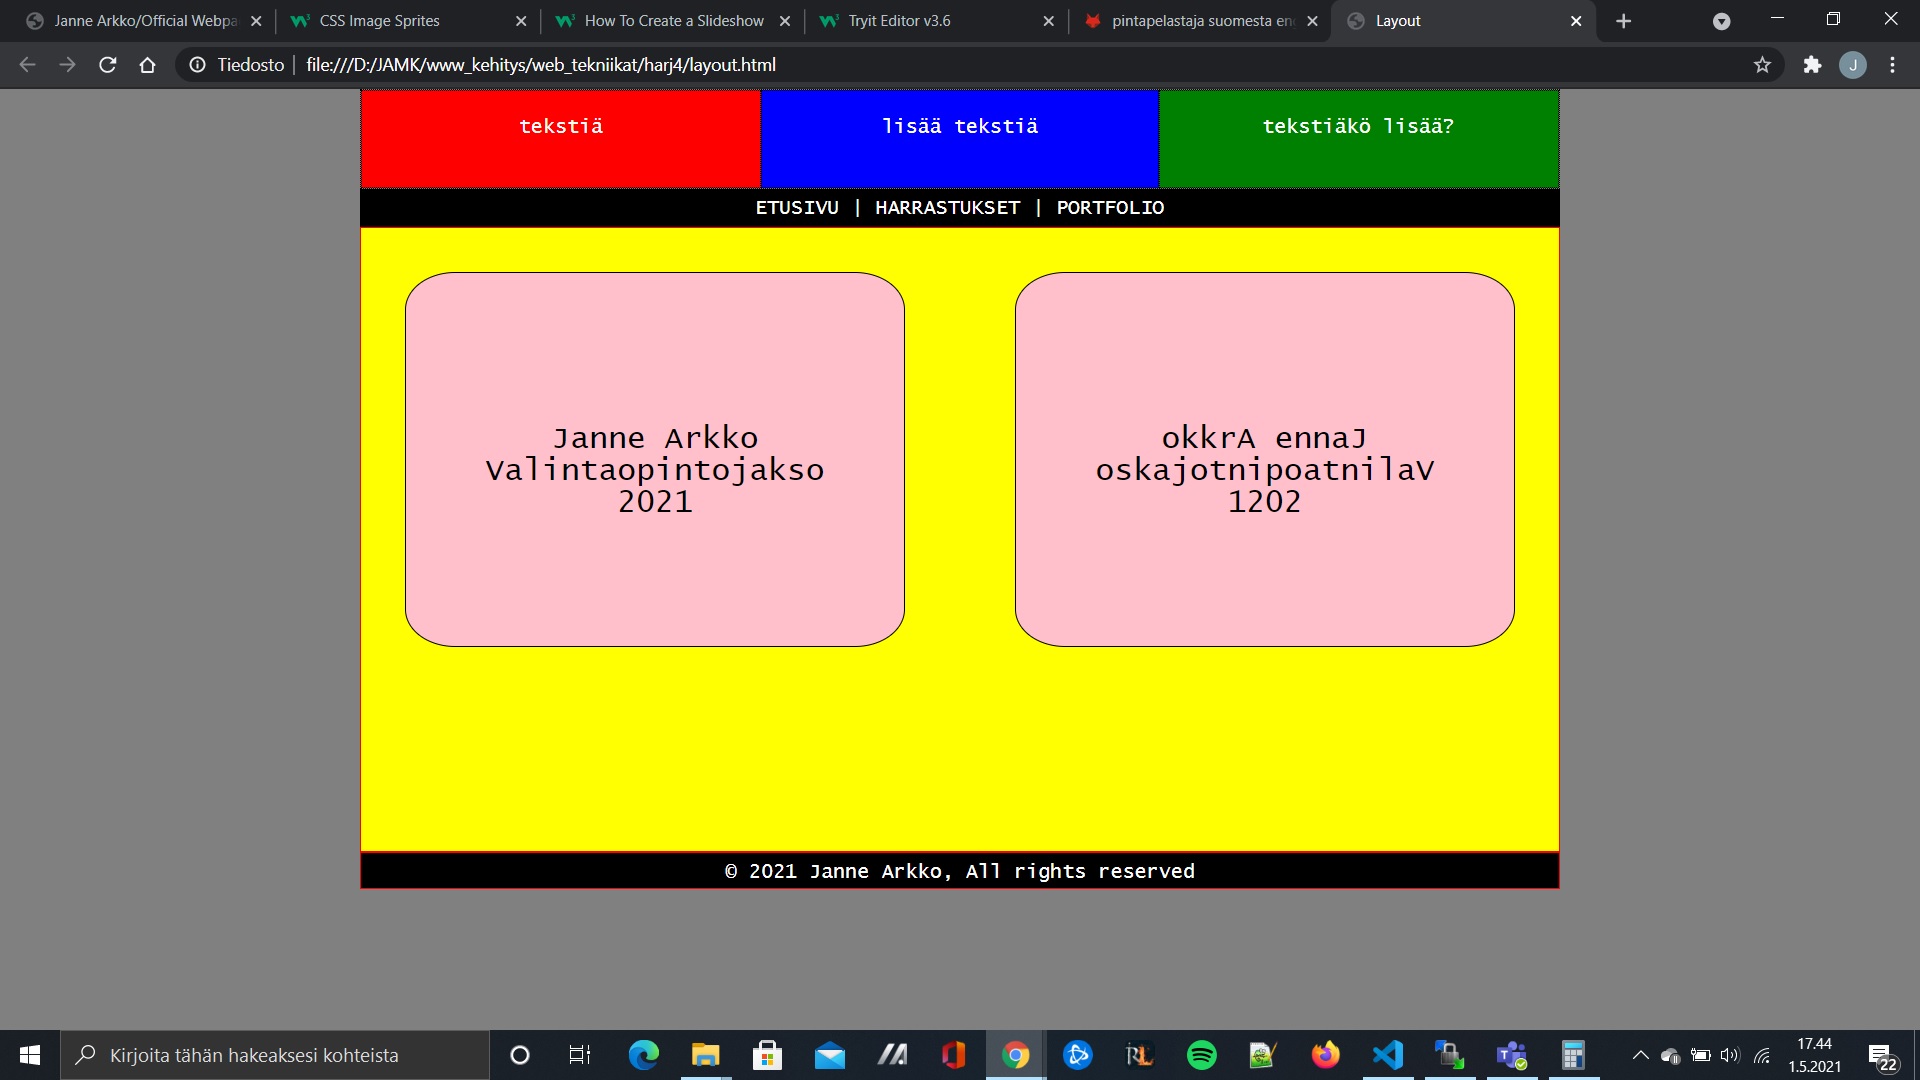 Janne Arkko/Official Webpa
CSS Image Sprites
How To Create a Slideshow
Tryit Editor v3.6
pintapelastaja suomesta en
Layout
Tiedosto
file:///D:/JAMK/www_kehitys/web_tekniikat/harj4/layout.html
J
tekstiä
lisää tekstiä
tekstiäkö lisää?
ETUSIVU | HARRASTUKSET | PORTFOLIO
Janne Arkko
Valintaopintojakso
2021
okkrA ennaJ
oskajotnipoatnilaV
1202
© 2021 Janne Arkko, All rights reserved
Kirjoita tähän hakeaksesi kohteista
RL
17.44
1.5.2021
22